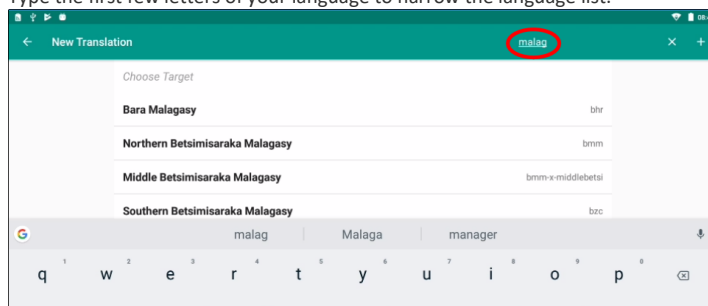 Type the first few letters of your language to narrow the language list.
08:
← New Translation malag × +
Choose Target
Bara Malagasy bhr
Northern Betsimisaraka Malagasy bmm
Middle Betsimisaraka Malagasy bmm-x-middlebetsi
Southern Betsimisaraka Malagasy bzc
G malag Malaga manager
1 2 3 4 5 6 7 8 9 0
q w e r t y u i o p